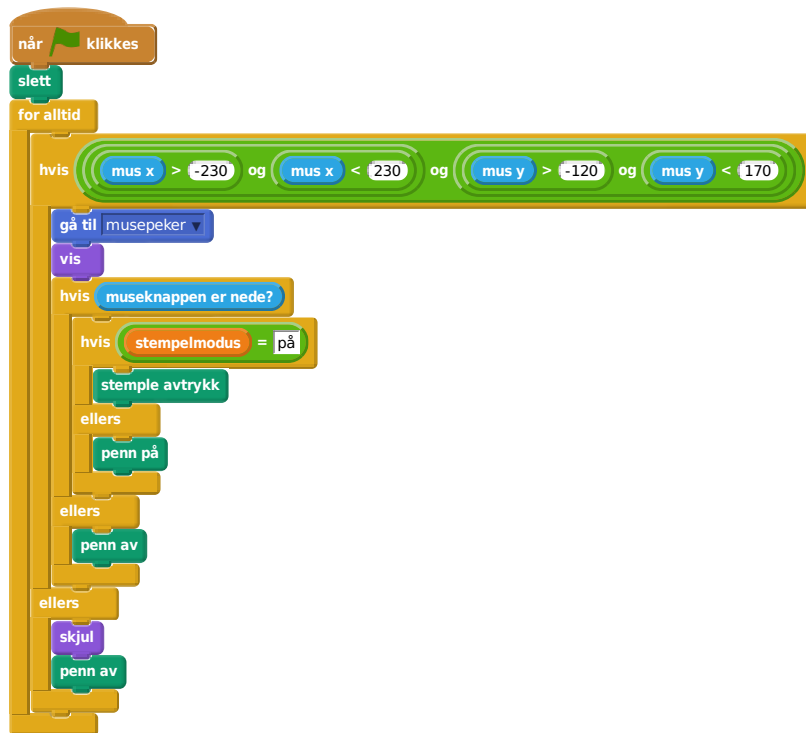 når klikkes
slett
for alltid
hvis mus x > -230 og mus x < 230 og mus y > -120 og mus y < 170
gå til musepeker
vis
hvis museknappen er nede?
hvis stempelmodus = på
stemple avtrykk
ellers
penn på
ellers
penn av
ellers
skjul
penn av